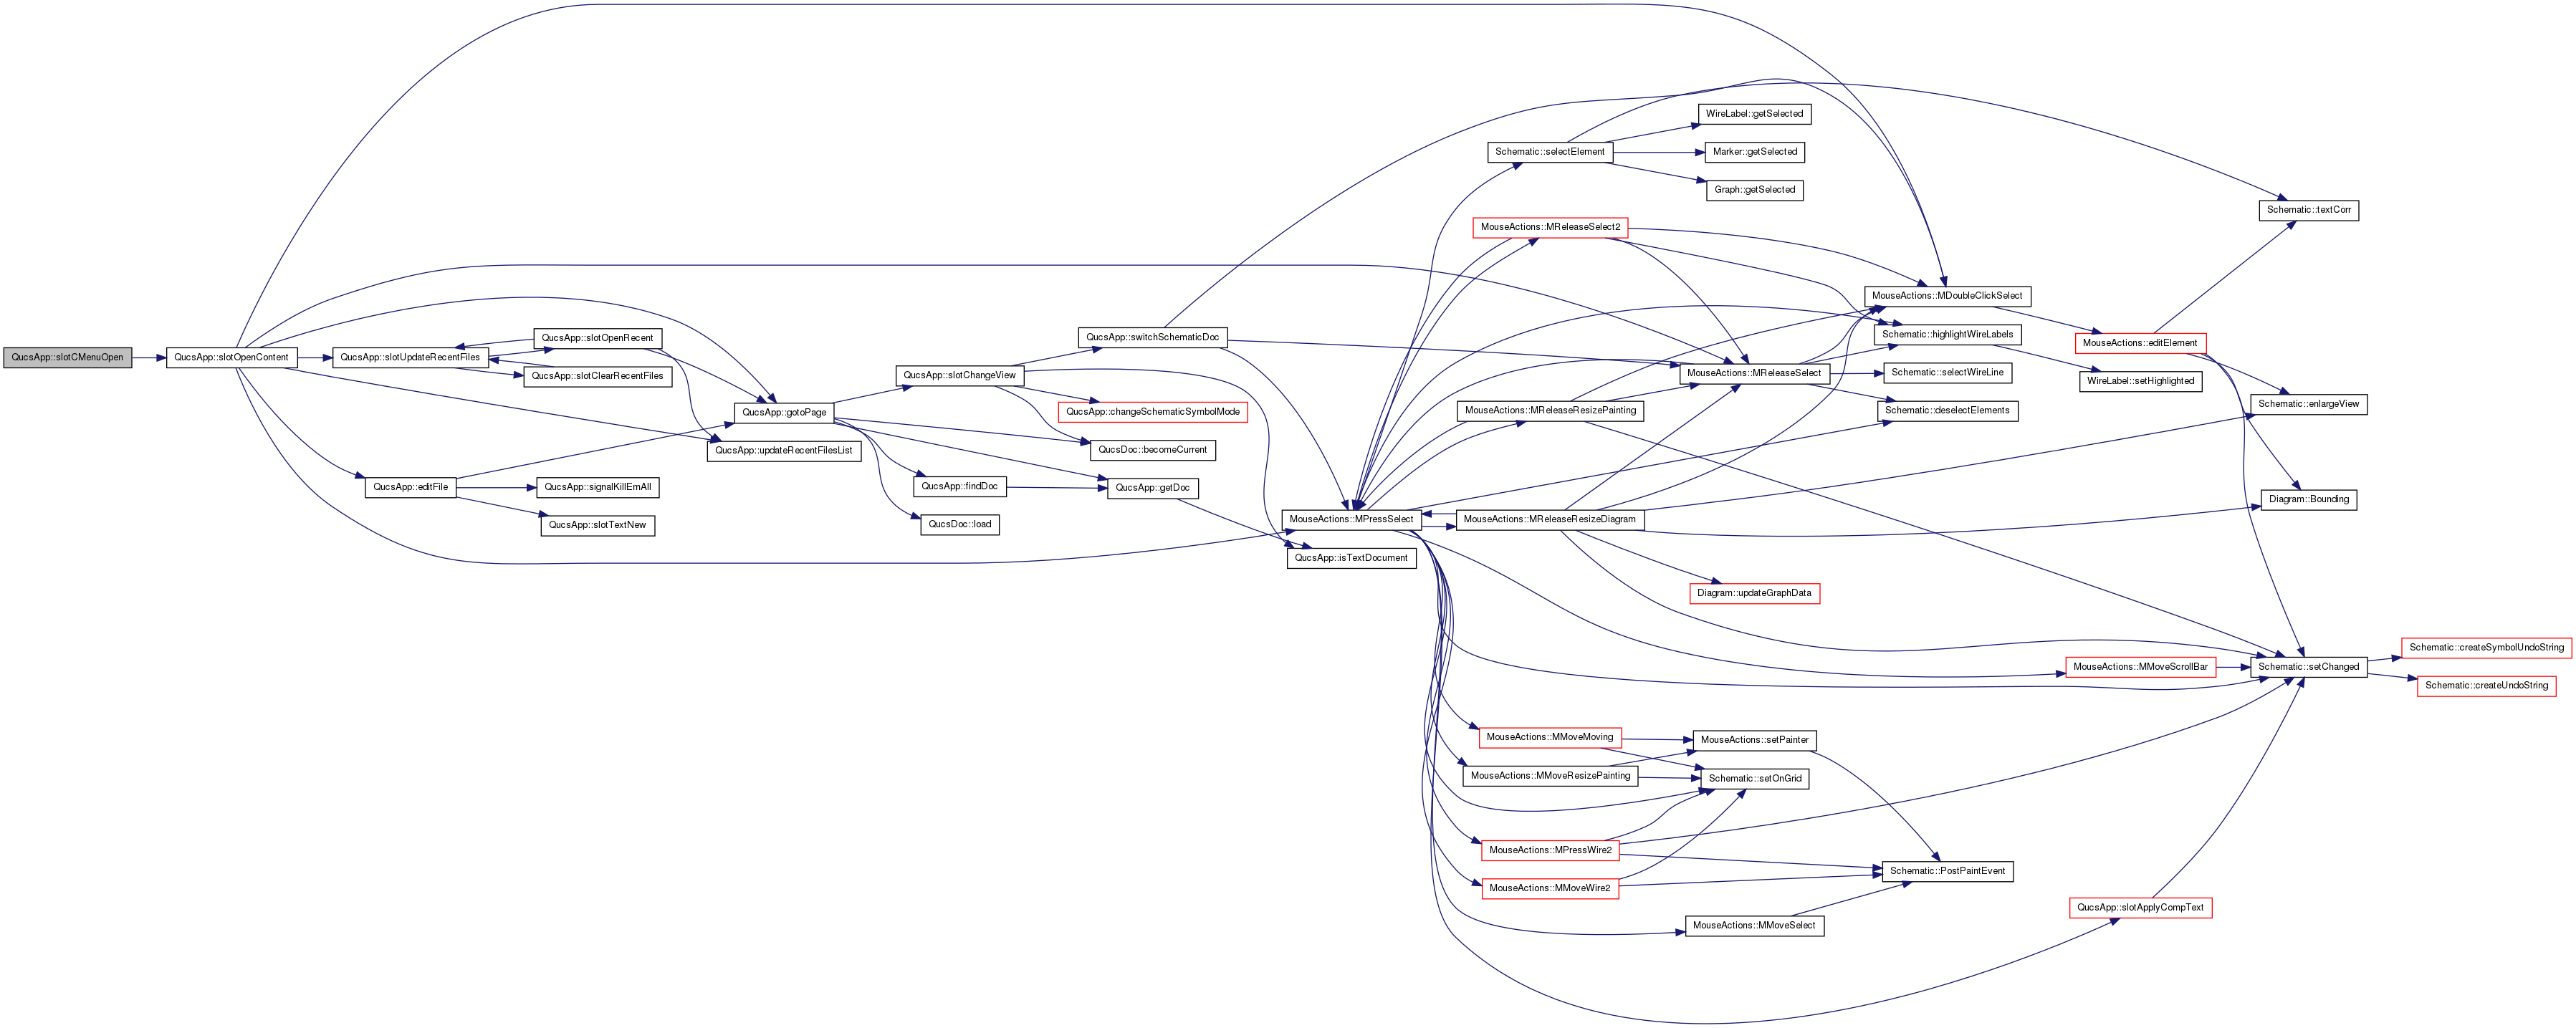 QucsApp::slotCMenuOpen
QucsApp::slotOpenContent
QucsApp::slotUpdateRecentFiles
QucsApp::slotOpenRecent
QucsApp::slotClearRecentFiles
QucsApp::editFile
QucsApp::signalKillEmAll
QucsApp::slotTextNew
QucsApp::gotoPage
QucsApp::updateRecentFilesList
QucsApp::slotChangeView
QucsApp::findDoc
QucsDoc::load
QucsApp::switchSchematicDoc
QucsApp::changeSchematicSymbolMode
QucsDoc::becomeCurrent
QucsApp::getDoc
MouseActions::MPressSelect
QucsApp::isTextDocument
Schematic::selectElement
WireLabel::getSelected
Marker::getSelected
Graph::getSelected
MouseActions::MReleaseSelect2
MouseActions::MReleaseSelect
MouseActions::MReleaseResizePainting
MouseActions::MReleaseResizeDiagram
Diagram::updateGraphData
MouseActions::MMoveMoving
MouseActions::MMoveResizePainting
MouseActions::MPressWire2
MouseActions::MMoveWire2
MouseActions::setPainter
Schematic::setOnGrid
MouseActions::MMoveSelect
MouseActions::MDoubleClickSelect
Schematic::highlightWireLabels
Schematic::selectWireLine
Schematic::deselectElements
Schematic::PostPaintEvent
MouseActions::editElement
WireLabel::setHighlighted
MouseActions::MMoveScrollBar
QucsApp::slotApplyCompText
Schematic::textCorr
Schematic::enlargeView
Diagram::Bounding
Schematic::setChanged
Schematic::createSymbolUndoString
Schematic::createUndoString